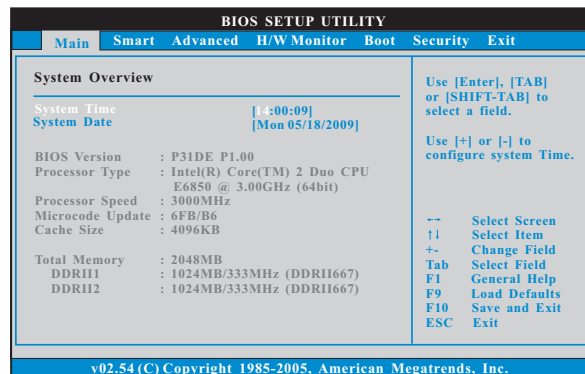 BIOS SETUP UTILITY
Main Smart Advanced H/W Monitor Boot Security Exit
System Overview
System Time [14:00:09]
System Date [Mon 05/18/2009]
BIOS Version : P31DE P1.00
Processor Type : Intel(R) Core(TM) 2 Duo CPU
E6850 @ 3.00GHz (64bit)
Processor Speed : 3000MHz
Microcode Update : 6FB/B6
Cache Size : 4096KB
Total Memory : 2048MB
DDRII1 : 1024MB/333MHz (DDRII667)
DDRII2 : 1024MB/333MHz (DDRII667)
Use [Enter], [TAB]
or [SHIFT-TAB] to
select a field.
Use [+] or [-] to
configure system Time.
←→ Select Screen
↑↓ Select Item
+- Change Field
Tab Select Field
F1 General Help
F9 Load Defaults
F10 Save and Exit
ESC Exit
v02.54 (C) Copyright 1985-2005, American Megatrends, Inc.